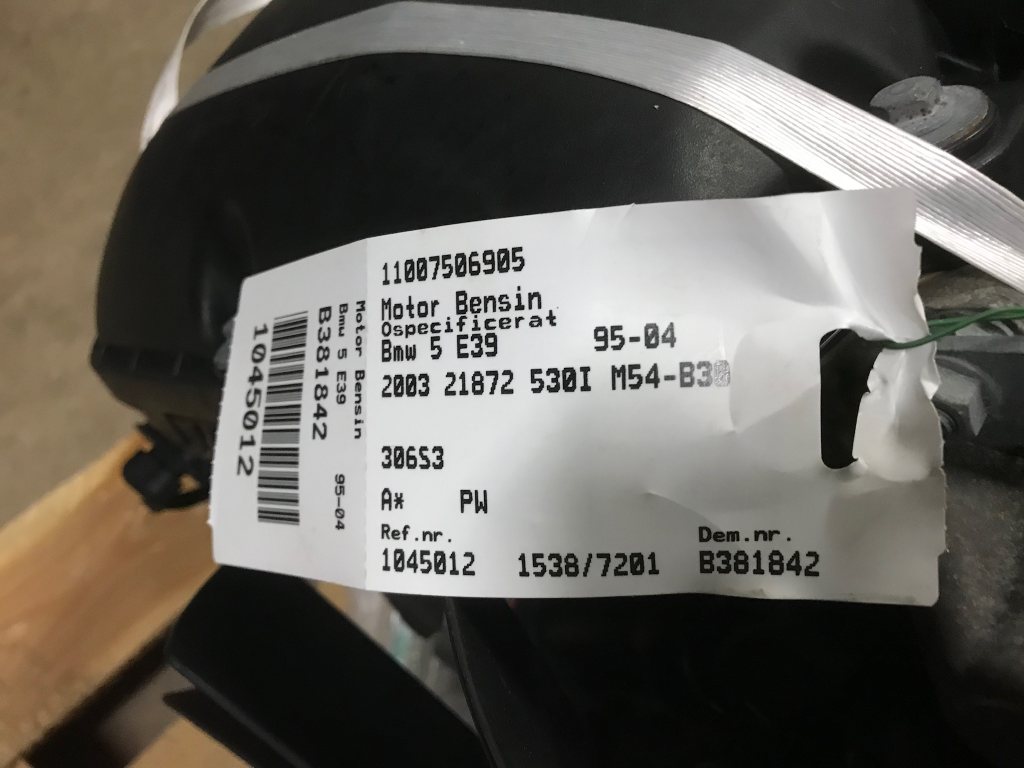 11007506905
Motor Bensin
Ospecificerat
Bmw 5 E39 95-04
2003 21872 530I M54-B30
306S3
A* PW
Ref.nr. Dem.nr.
1045012 1538/7201 B381842
Motor Bensin
Bmw 5 E39 95-04
B381842
1045012